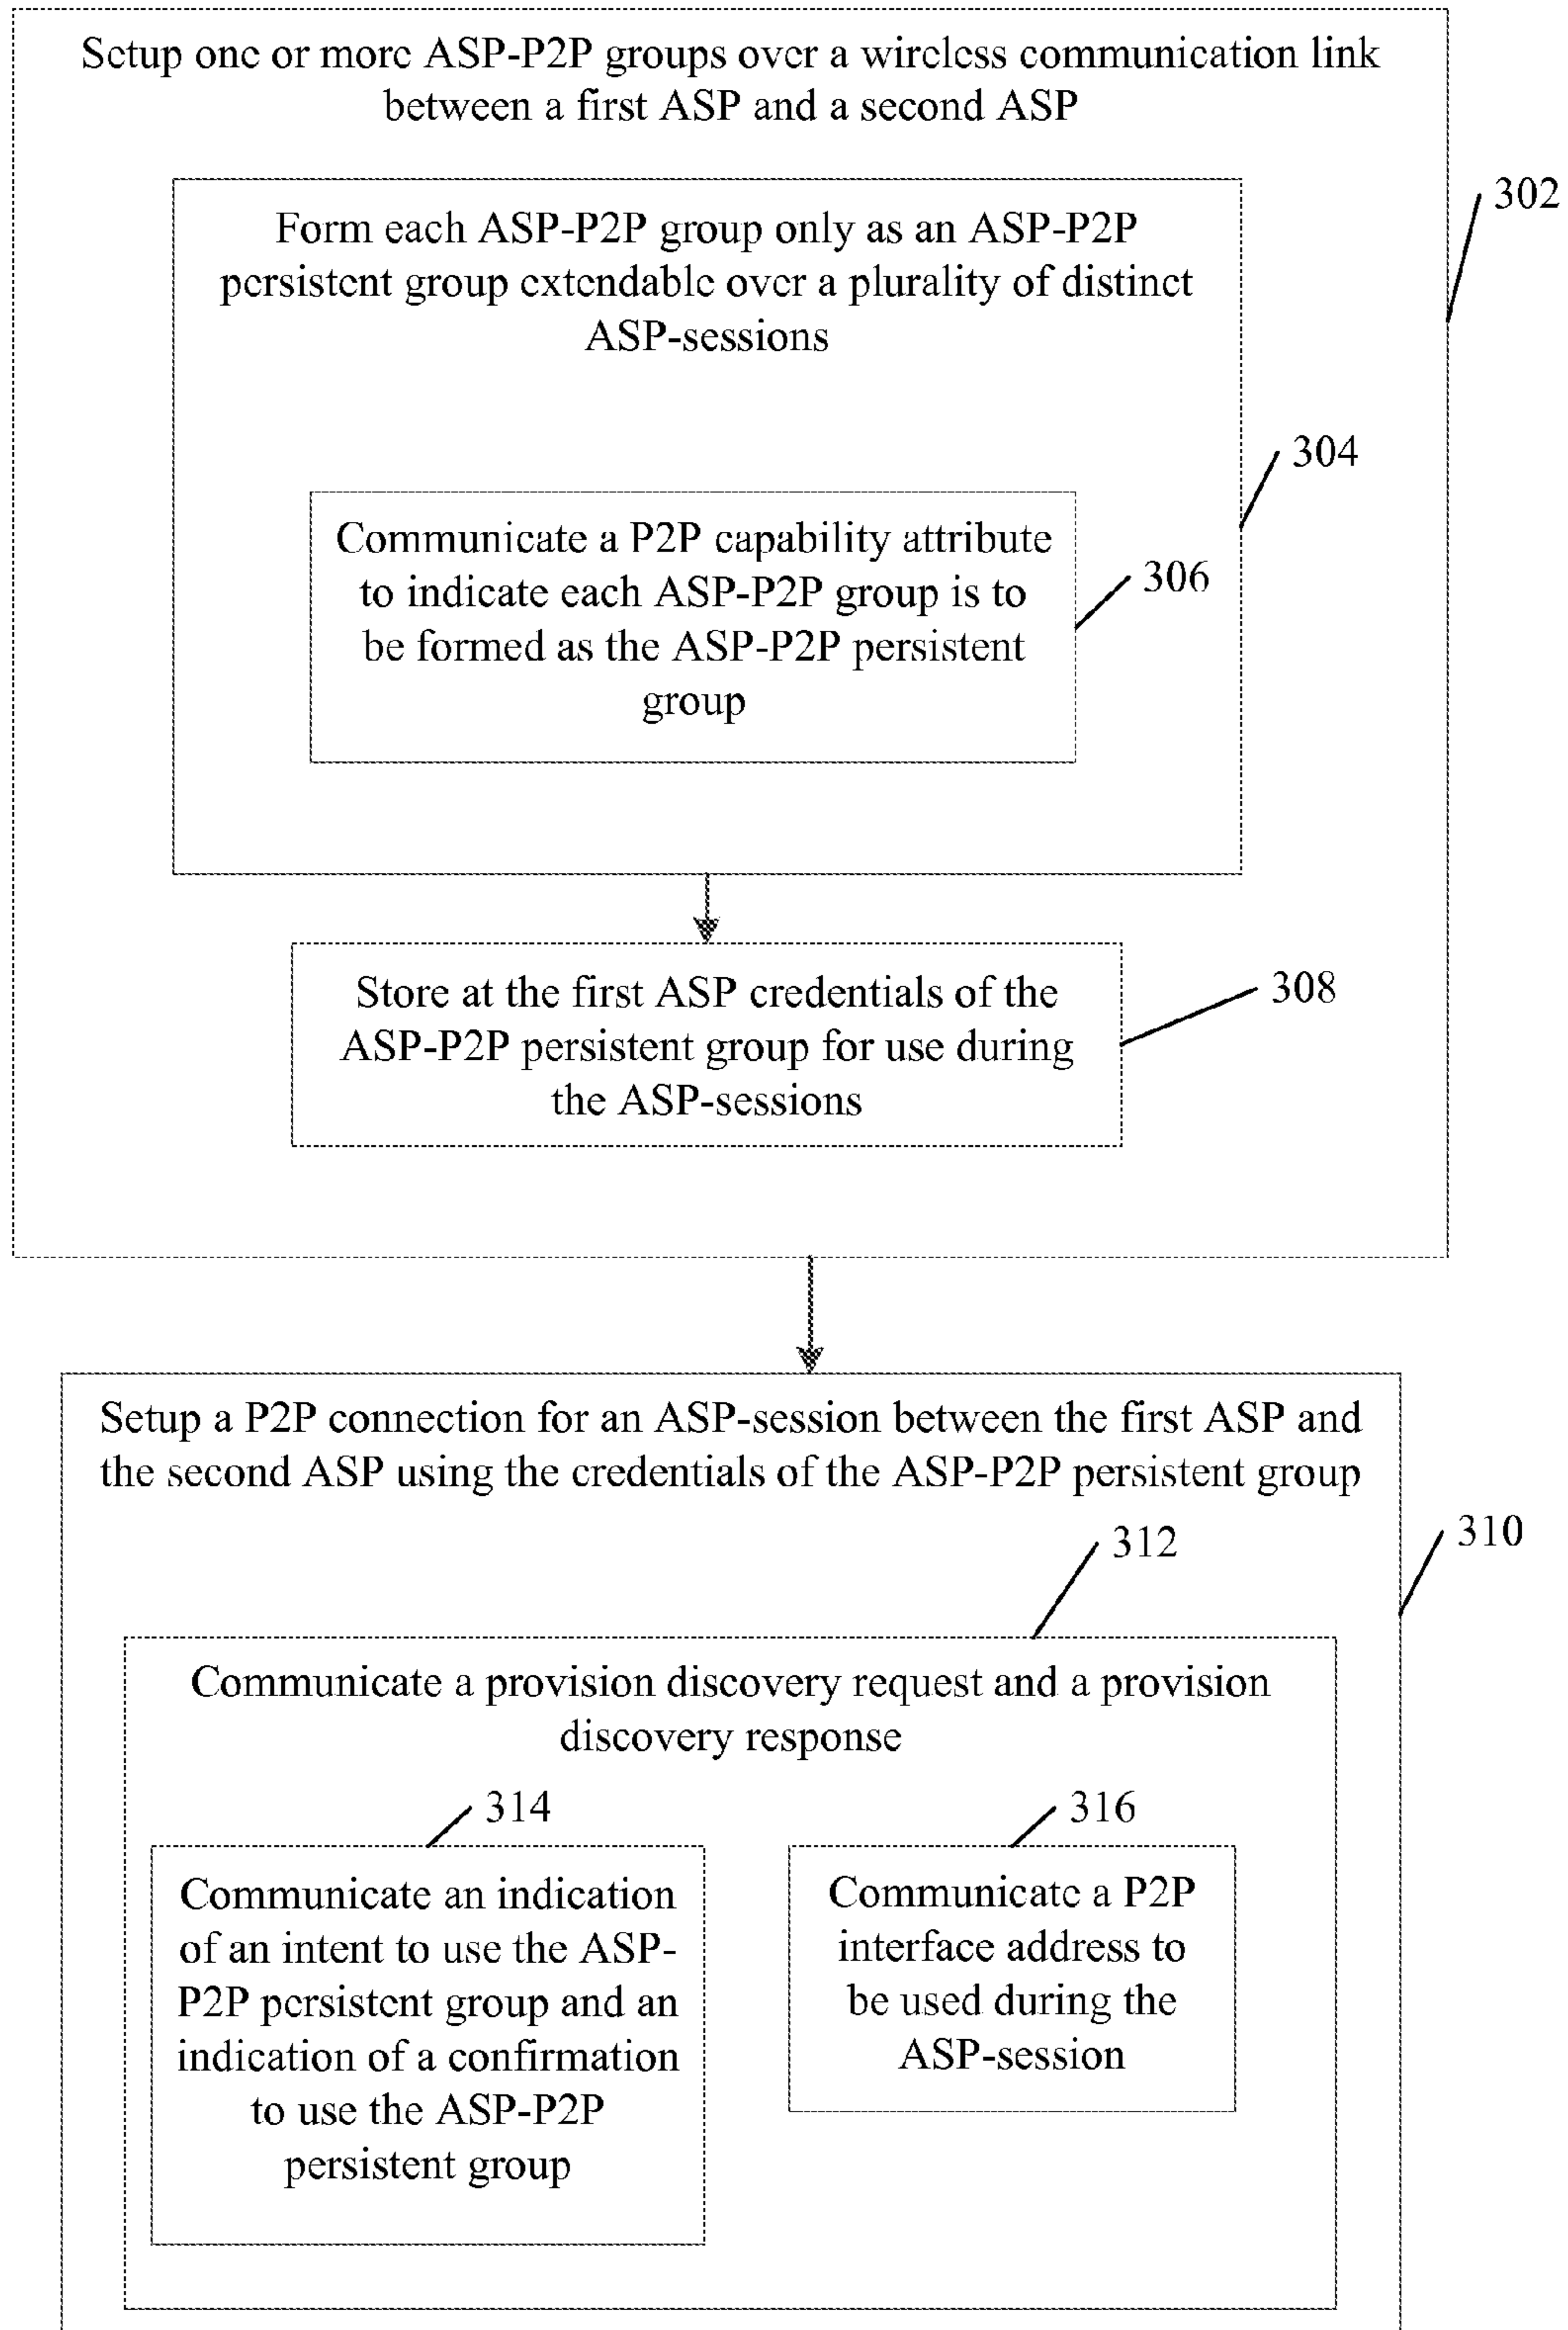 Setup one or more ASP-P2P groups over a wireless communication link
between a first ASP and a second ASP
302
Form each ASP-P2P group only as an ASP-P2P
persistent group extendable over a plurality of distinct
ASP-sessions
304
Communicate a P2P capability attribute
to indicate each ASP-P2P group is to
be formed as the ASP-P2P persistent
group
306
Store at the first ASP credentials of the
ASP-P2P persistent group for use during
the ASP-sessions
308
Setup a P2P connection for an ASP-session between the first ASP and
the second ASP using the credentials of the ASP-P2P persistent group
310
312
Communicate a provision discovery request and a provision
discovery response
314
Communicate an indication
of an intent to use the ASP-
P2P persistent group and an
indication of a confirmation
to use the ASP-P2P
persistent group
316
Communicate a P2P
interface address to
be used during the
ASP-session